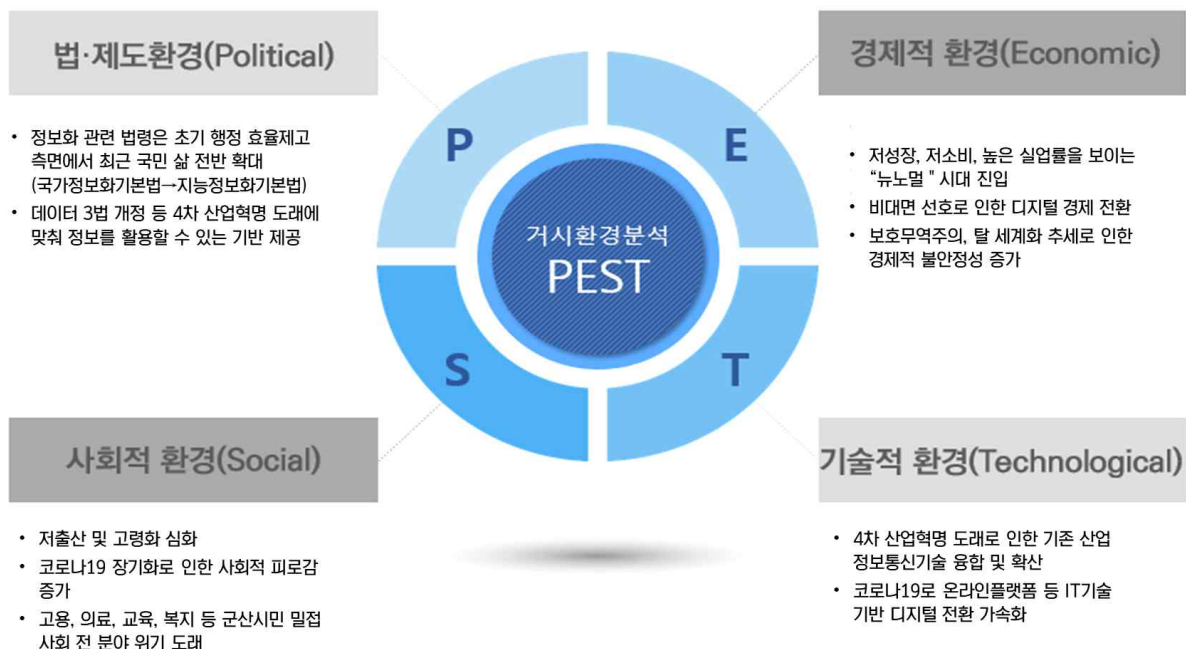 법·제도환경(Political)
• 정보화 관련 법령은 초기 행정 효율제고
측면에서 최근 국민 삶 전반 확대
(국가정보화기본법→지능정보화기본법)
• 데이터 3법 개정 등 4차 산업혁명 도래에
맞춰 정보를 활용할 수 있는 기반 제공
경제적 환경(Economic)
• 저성장, 저소비, 높은 실업률을 보이는
“뉴노멀 " 시대 진입
• 비대면 선호로 인한 디지털 경제 전환
• 보호무역주의, 탈 세계화 추세로 인한
경제적 불안정성 증가
P
E
거시환경분석
PEST
S
T
사회적 환경(Social)
• 저출산 및 고령화 심화
• 코로나19 장기화로 인한 사회적 피로감
증가
• 고용, 의료, 교육, 복지 등 군산시민 밀접
사회 전 분야 위기 도래
기술적 환경(Technological)
• 4차 산업혁명 도래로 인한 기존 산업
정보통신기술 융합 및 확산
• 코로나19로 온라인플랫폼 등 IT기술
기반 디지털 전환 가속화